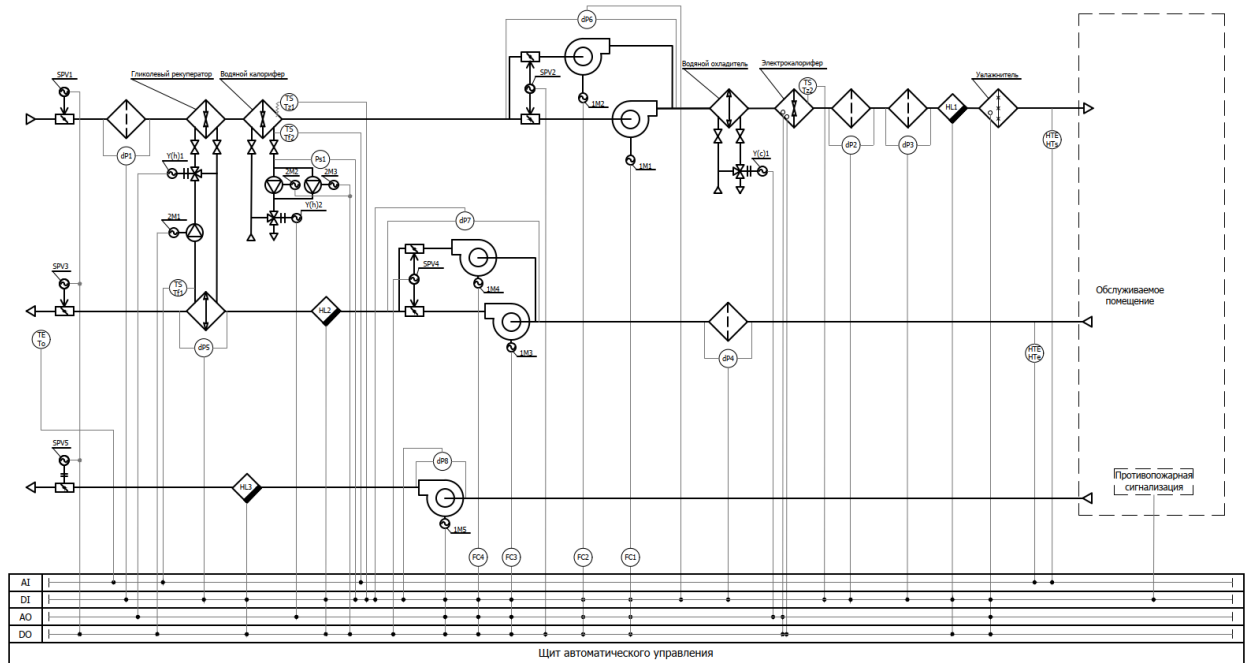 dP6
SPV1
Гликолевый рекуператор
Водяной калорифер
SPV2
Водяной охладитель
Электрокалорифер
Увлажнитель
TS
Tz1
TS
Tz2
1M2
HL1
TS
Tf2
dP1
Ps1
dP2
dP3
HTE
HTs
Y(h)1
2M2
2M3
1M1
Y(c)1
Y(h)2
2M1
dP7
SPV3
SPV4
TS
Tf1
1M4
Обслуживаемое
помещение
HL2
TE
To
dP5
1M3
dP4
HTE
HTe
SPV5
dP8
HL3
Противопожарная
сигнализация
1M5
FC4
FC3
FC2
FC1
AI
DI
AO
DO
Щит автоматического управления